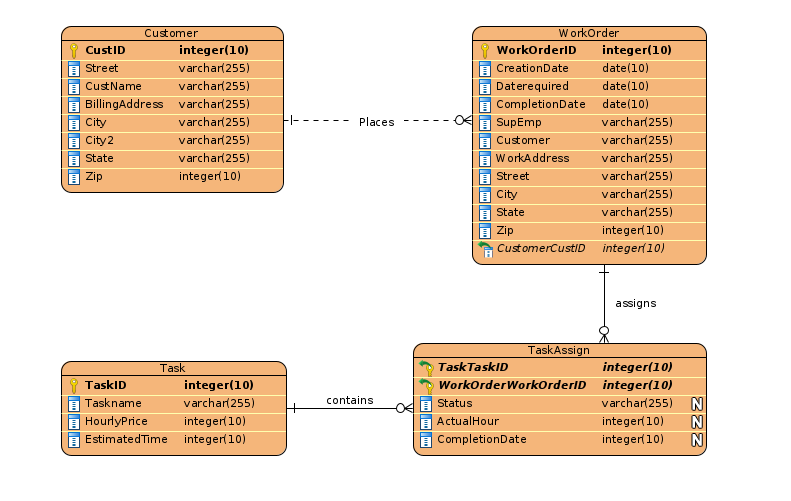 Customer
CustID integer(10)
Street varchar(255)
CustName varchar(255)
BillingAddress varchar(255)
City varchar(255)
City2 varchar(255)
State varchar(255)
Zip integer(10)
Places
WorkOrder
WorkOrderID integer(10)
CreationDate date(10)
Daterequired date(10)
CompletionDate date(10)
SupEmp varchar(255)
Customer varchar(255)
WorkAddress varchar(255)
Street varchar(255)
City varchar(255)
State varchar(255)
Zip integer(10)
CustomerCustID integer(10)
assigns
Task
TaskID integer(10)
Taskname varchar(255)
HourlyPrice integer(10)
EstimatedTime integer(10)
contains
TaskAssign
TaskTaskID integer(10)
WorkOrderWorkOrderID integer(10)
Status varchar(255) N
ActualHour integer(10) N
CompletionDate integer(10) N